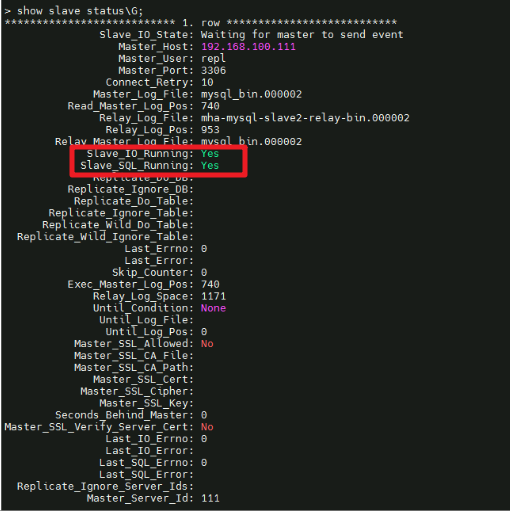 > show slave status\G;
*************************** 1. row ***************************
Slave_IO_State: Waiting for master to send event
Master_Host: 192.168.100.111
Master_User: repl
Master_Port: 3306
Connect_Retry: 10
Master_Log_File: mysql_bin.000002
Read_Master_Log_Pos: 740
Relay_Log_File: mha-mysql-slave2-relay-bin.000002
Relay_Log_Pos: 953
Relay_Master_Log_File: mysql_bin.000002
Slave_IO_Running: Yes
Slave_SQL_Running: Yes
Replicate_Do_DB:
Replicate_Ignore_DB:
Replicate_Do_Table:
Replicate_Ignore_Table:
Replicate_Wild_Do_Table:
Replicate_Wild_Ignore_Table:
Last_Errno: 0
Last_Error:
Skip_Counter: 0
Exec_Master_Log_Pos: 740
Relay_Log_Space: 1171
Until_Condition: None
Until_Log_File:
Until_Log_Pos: 0
Master_SSL_Allowed: No
Master_SSL_CA_File:
Master_SSL_CA_Path:
Master_SSL_Cert:
Master_SSL_Cipher:
Master_SSL_Key:
Seconds_Behind_Master: 0
Master_SSL_Verify_Server_Cert: No
Last_IO_Errno: 0
Last_IO_Error:
Last_SQL_Errno: 0
Last_SQL_Error:
Replicate_Ignore_Server_Ids:
Master_Server_Id: 111